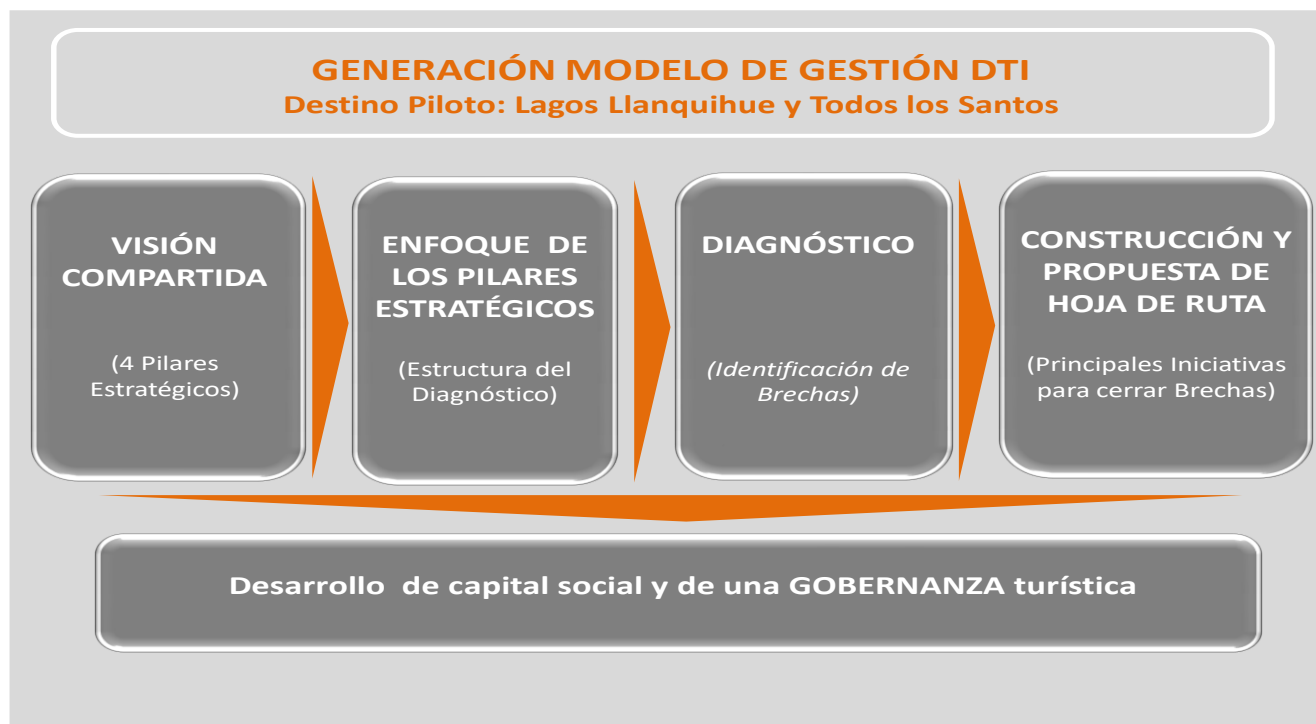 GENERACIÓN MODELO DE GESTIÓN DTI
Destino Piloto: Lagos Llanquihue y Todos los Santos
VISIÓN
COMPARTIDA
(4 Pilares
Estratégicos)
ENFOQUE DE
LOS PILARES
ESTRATÉGICOS
(Estructura del
Diagnóstico)
DIAGNÓSTICO
(Identificación de
Brechas)
CONSTRUCCIÓN Y
PROPUESTA DE
HOJA DE RUTA
(Principales Iniciativas
para cerrar Brechas)
Desarrollo de capital social y de una GOBERNANZA turística